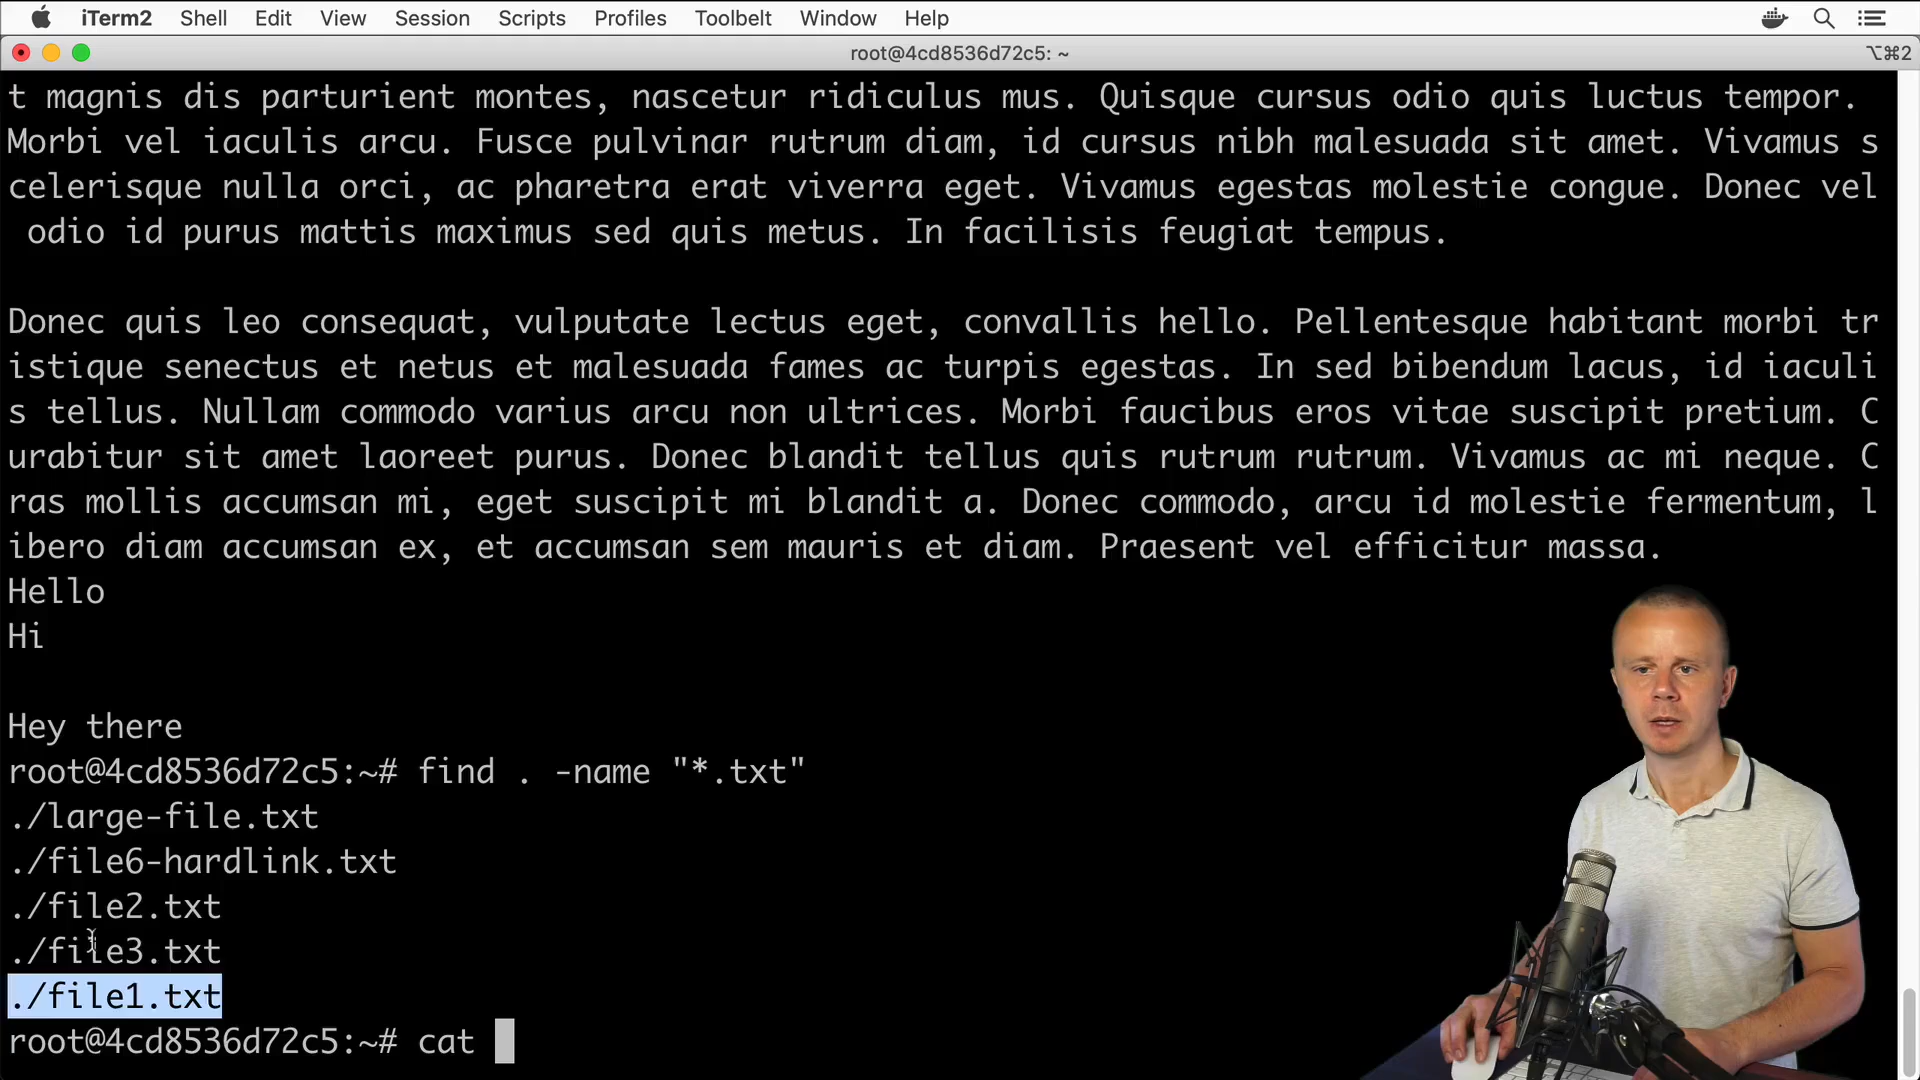 iTerm2 Shell Edit View Session Scripts Profiles Toolbelt Window Help
root@4cd8536d72c5: ~ ⌥⌘2
t magnis dis parturient montes, nascetur ridiculus mus. Quisque cursus odio quis luctus tempor.
Morbi vel iaculis arcu. Fusce pulvinar rutrum diam, id cursus nibh malesuada sit amet. Vivamus s
celerisque nulla orci, ac pharetra erat viverra eget. Vivamus egestas molestie congue. Donec vel
odio id purus mattis maximus sed quis metus. In facilisis feugiat tempus.
Donec quis leo consequat, vulputate lectus eget, convallis hello. Pellentesque habitant morbi tr
istique senectus et netus et malesuada fames ac turpis egestas. In sed bibendum lacus, id iaculi
s tellus. Nullam commodo varius arcu non ultrices. Morbi faucibus eros vitae suscipit pretium. C
urabitur sit amet laoreet purus. Donec blandit tellus quis rutrum rutrum. Vivamus ac mi neque. C
ras mollis accumsan mi, eget suscipit mi blandit a. Donec commodo, arcu id molestie fermentum, l
ibero diam accumsan ex, et accumsan sem mauris et diam. Praesent vel efficitur massa.
Hello
Hi
Hey there
root@4cd8536d72c5:~# find . -name "*.txt"
./large-file.txt
./file6-hardlink.txt
./file2.txt
./file3.txt
./file1.txt
root@4cd8536d72c5:~# cat